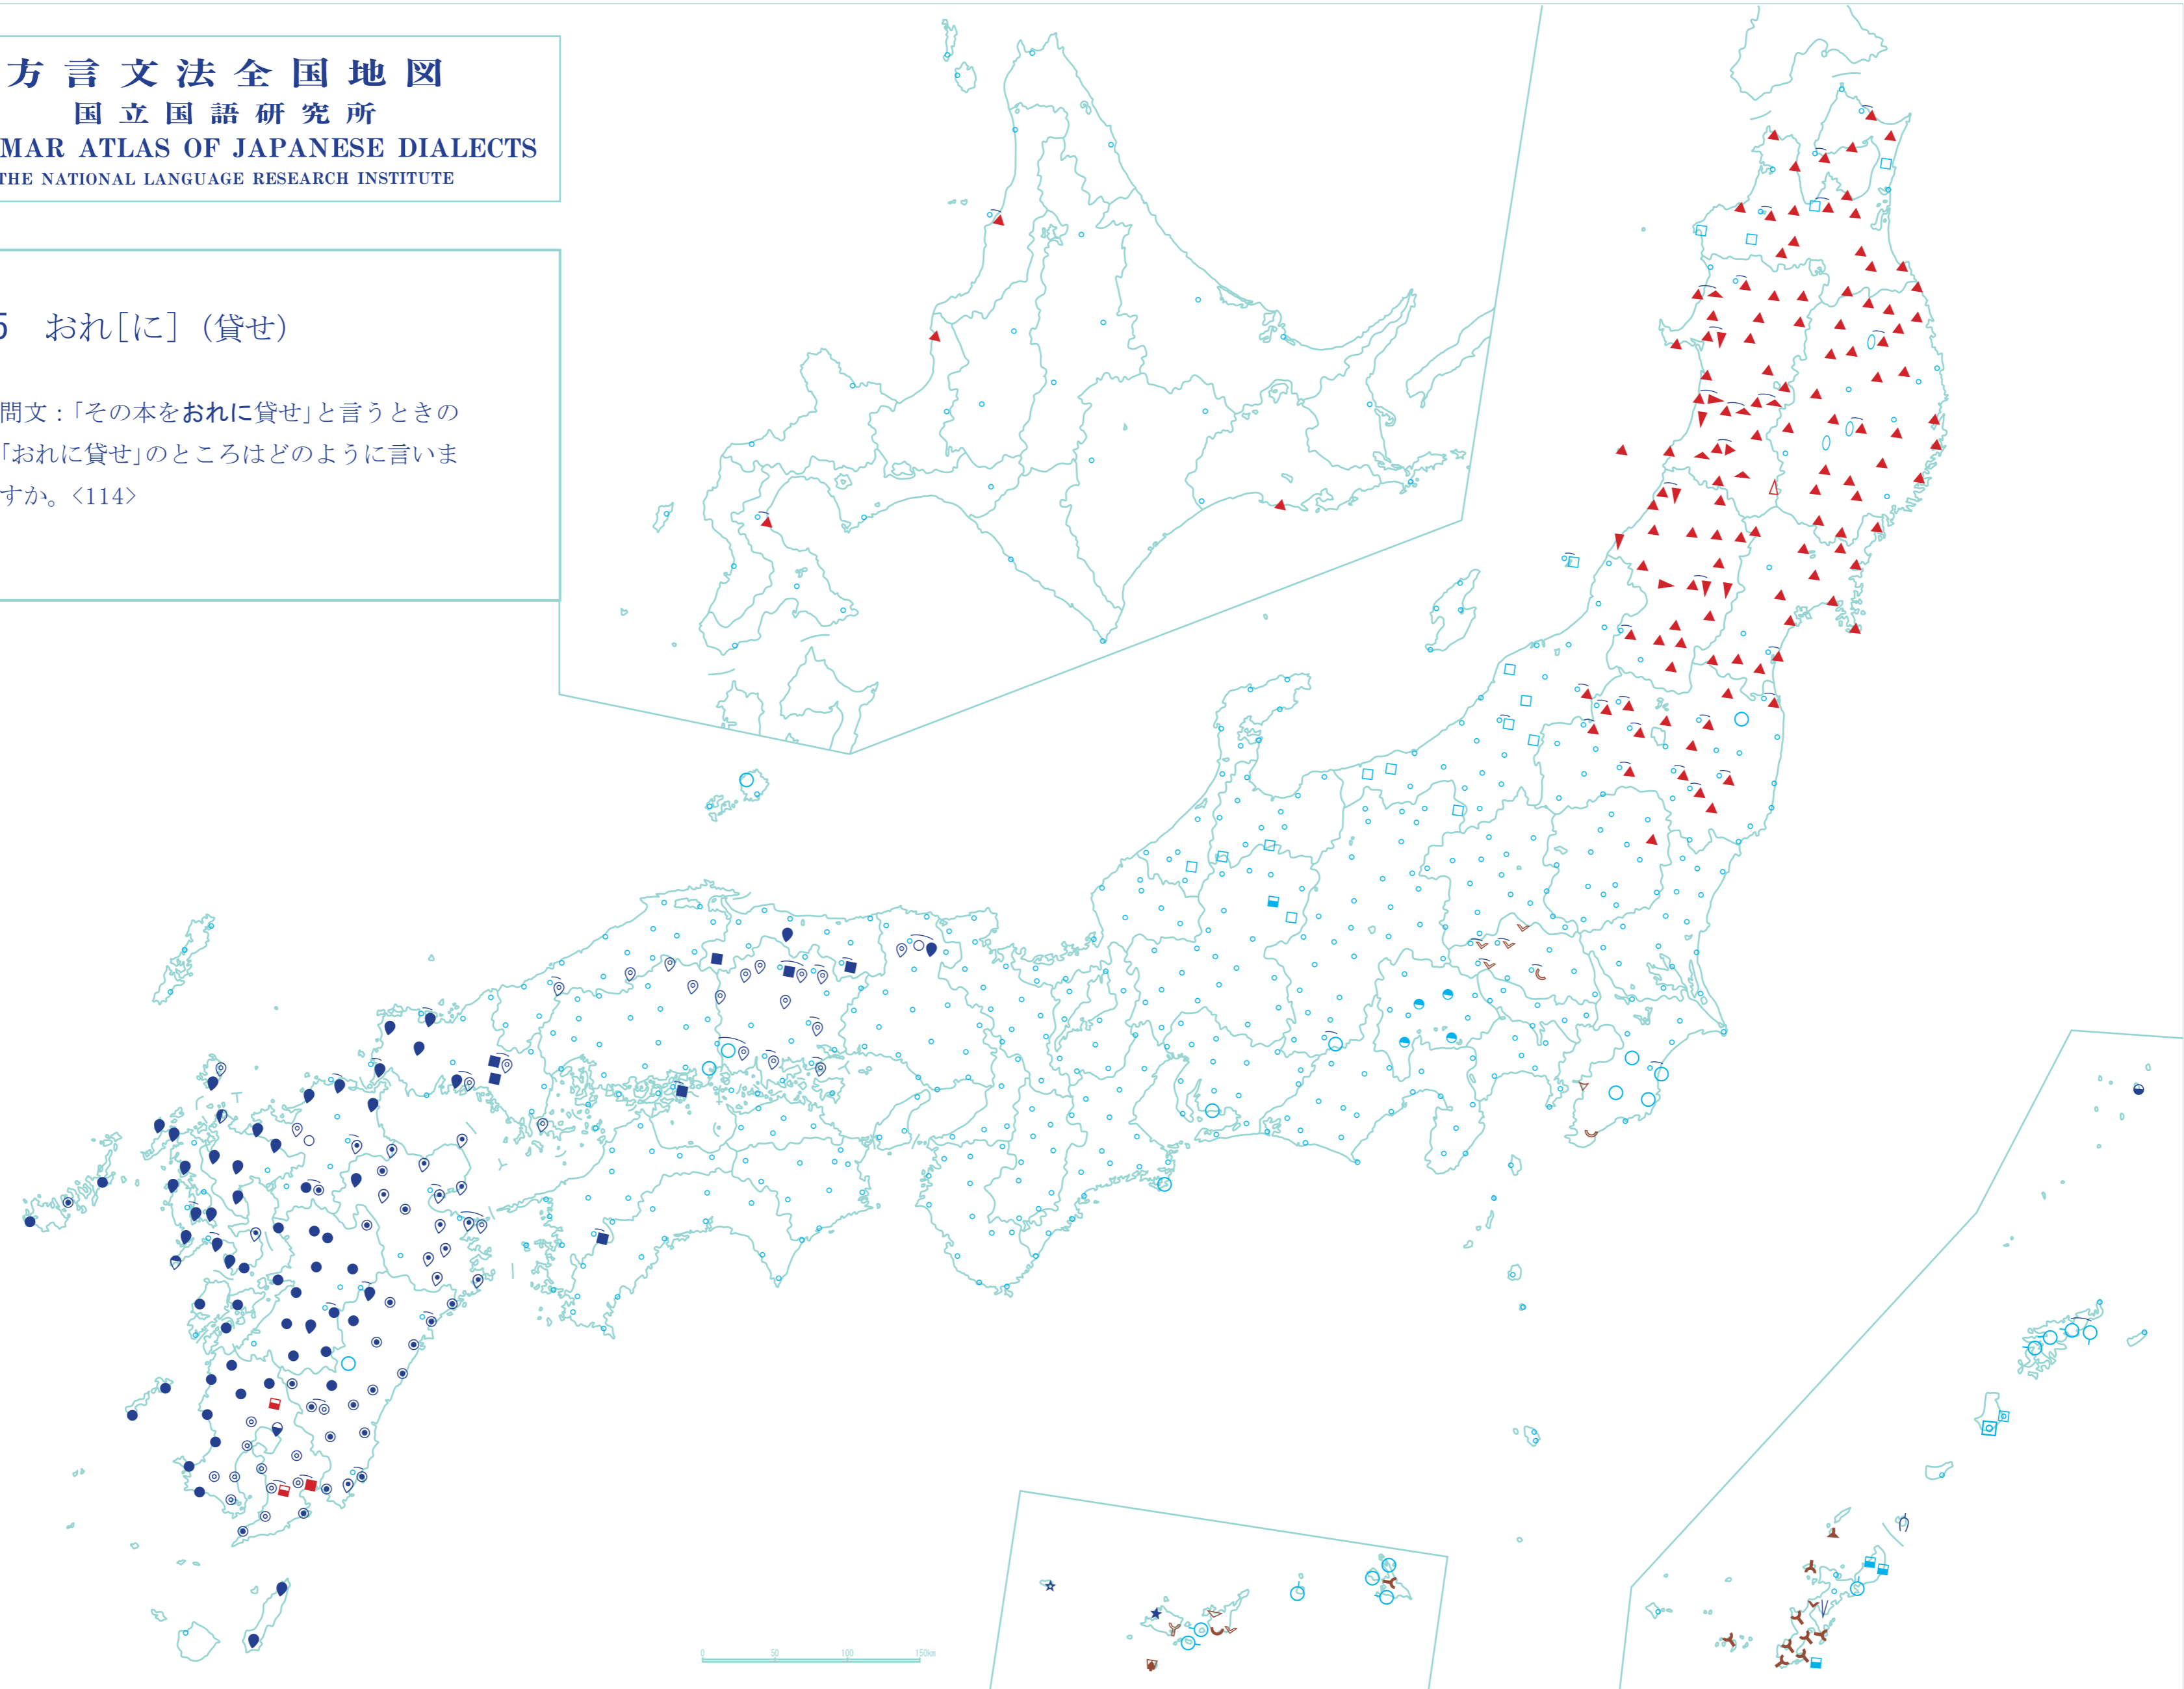 方言文法全国地図
国立国語研究所
MAR ATLAS OF JAPANESE DIALECTS
THE NATIONAL LANGUAGE RESEARCH INSTITUTE
5 おれ[に]（貸せ）
問文：「その本をおれに貸せ」と言うときの
「おれに貸せ」のところはどのように言いま
すか。<114>
0 50 100 150km